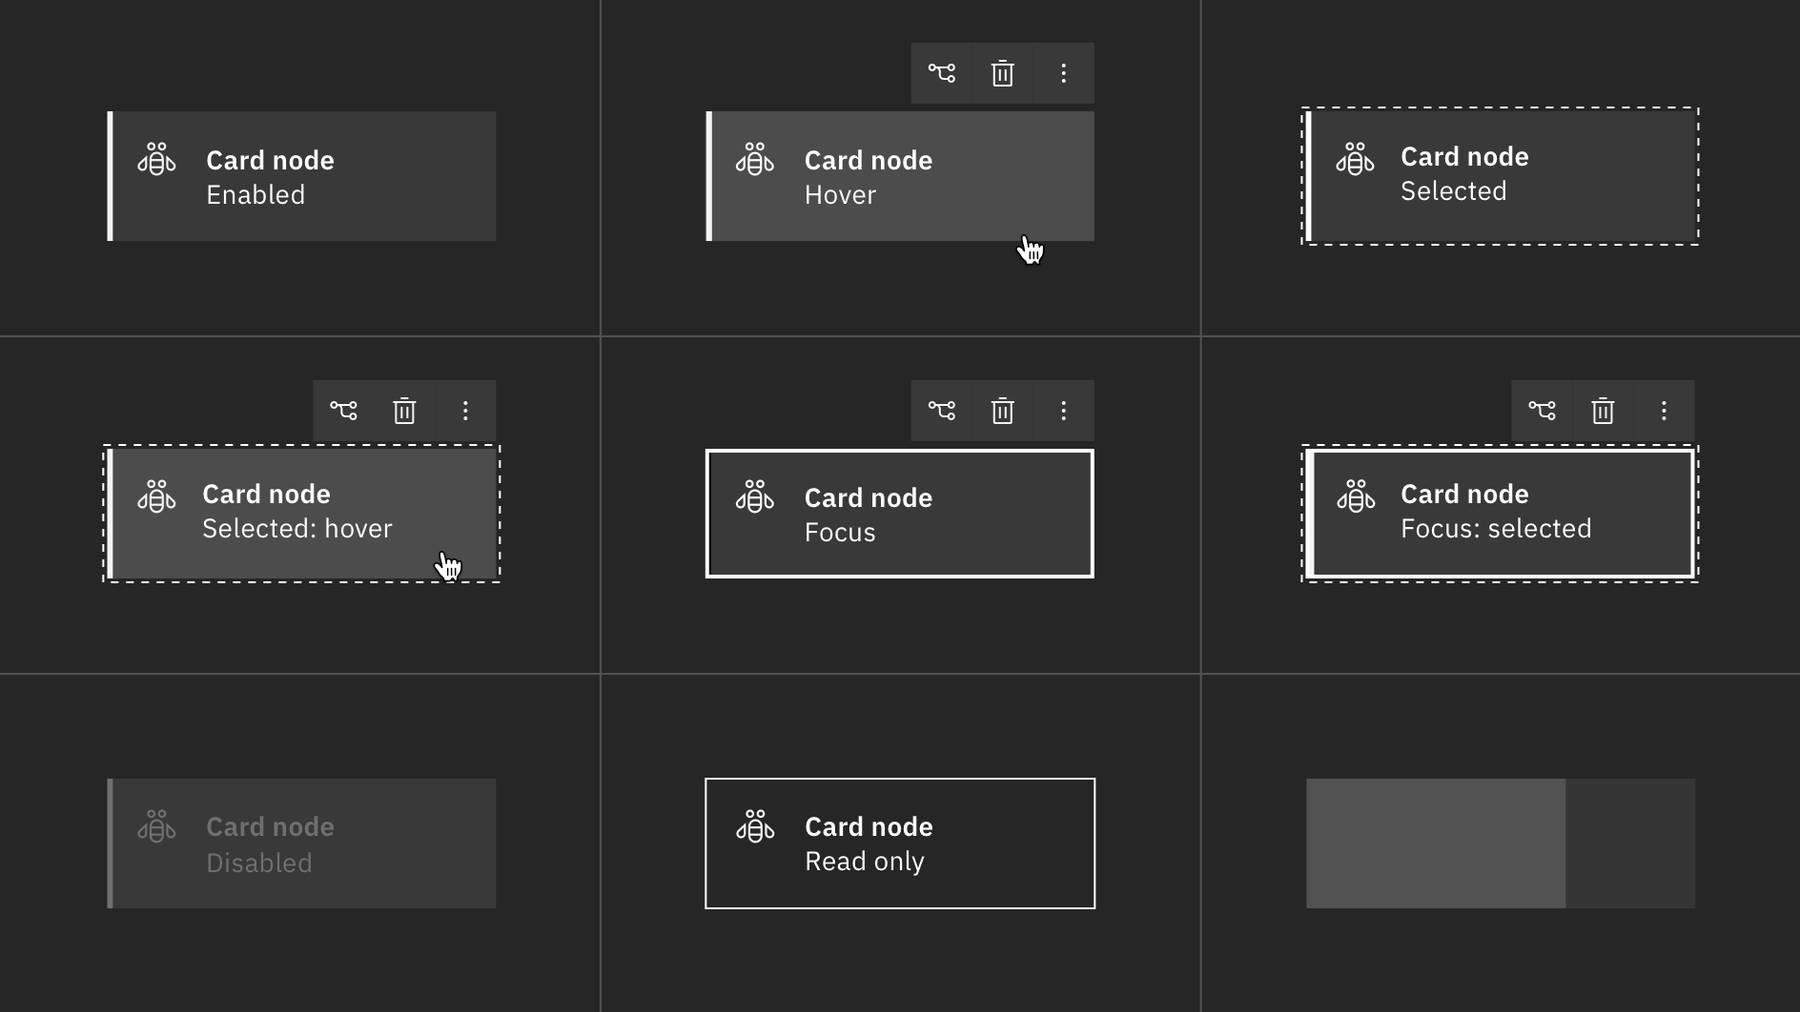 Card node
Enabled
Card node
Hover
Card node
Selected
Card node
Selected: hover
Card node
Focus
Card node
Focus: selected
Card node
Disabled
Card node
Read only